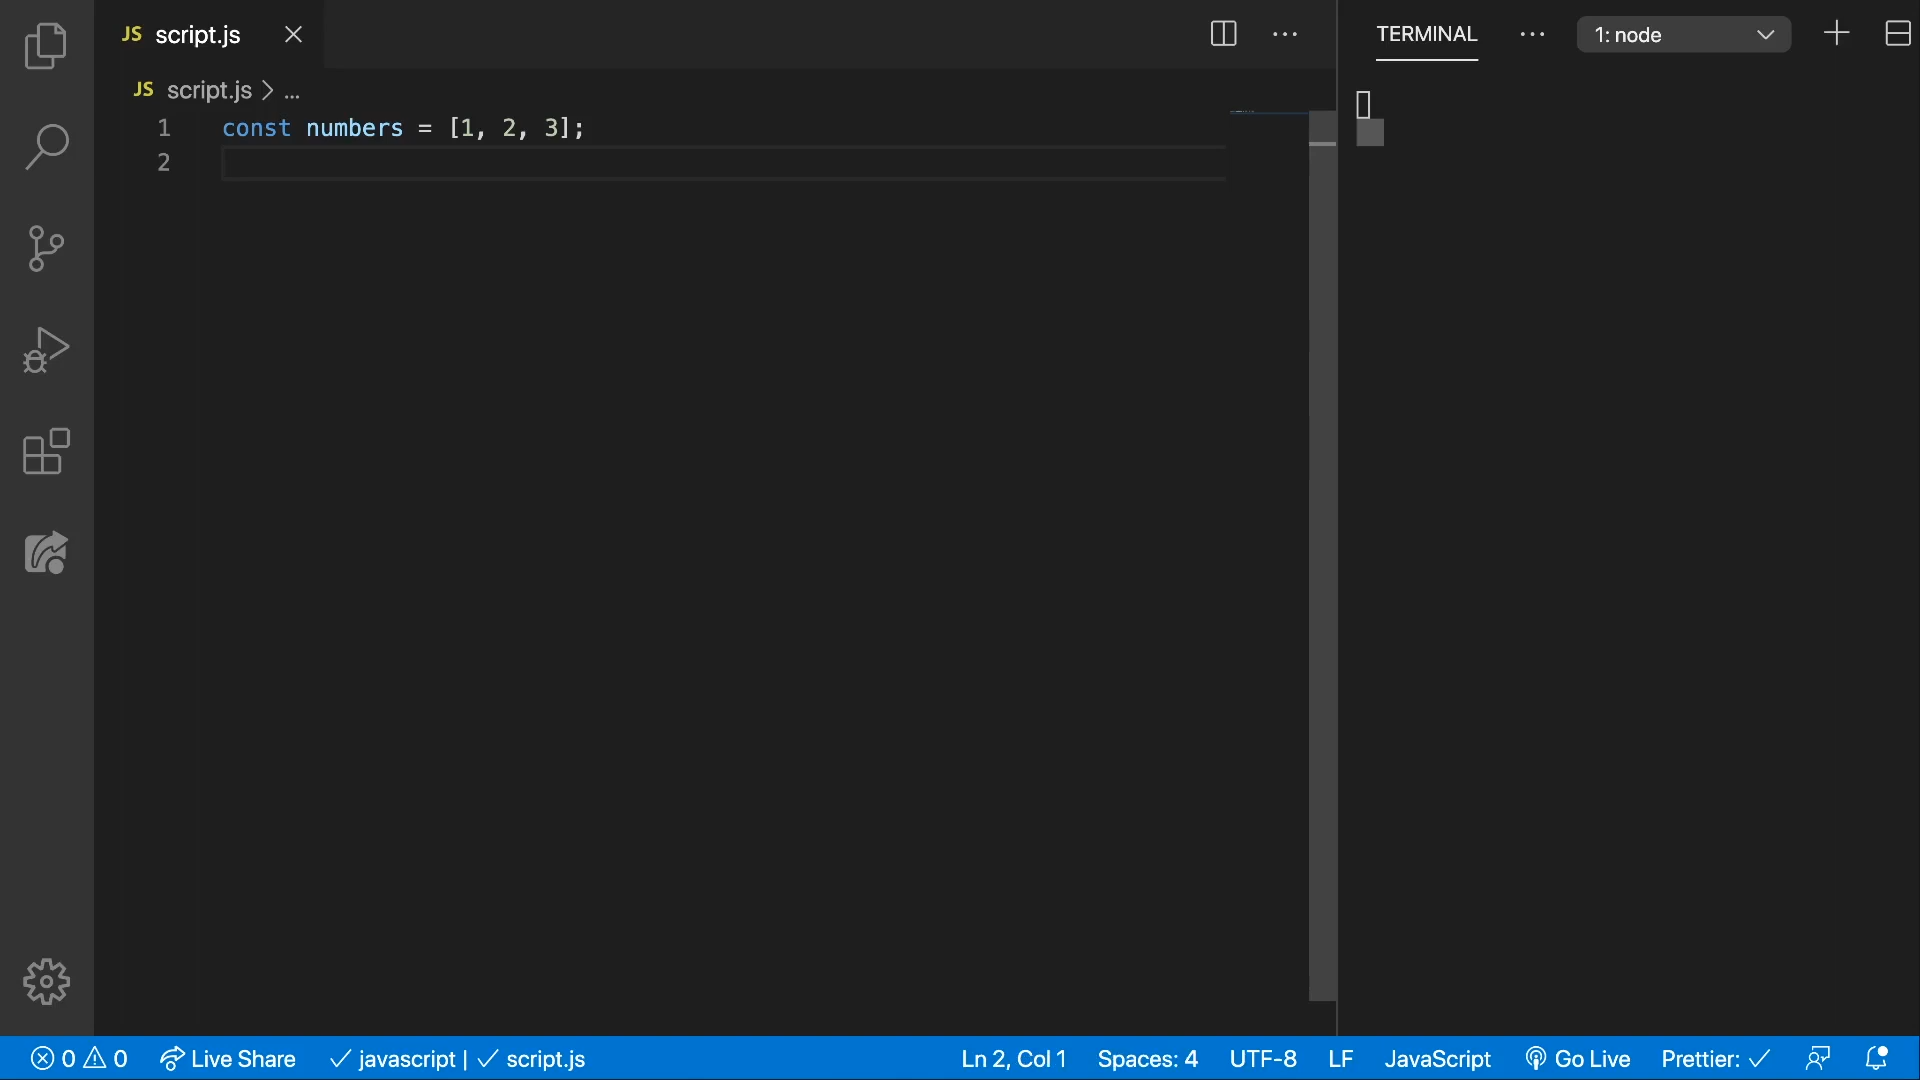 JS script.js
TERMINAL
1: node
JS script.js > ...
1 const numbers = [1, 2, 3];
2
0 0 Live Share javascript | script.js Ln 2, Col 1 Spaces: 4 UTF-8 LF JavaScript Go Live Prettier: